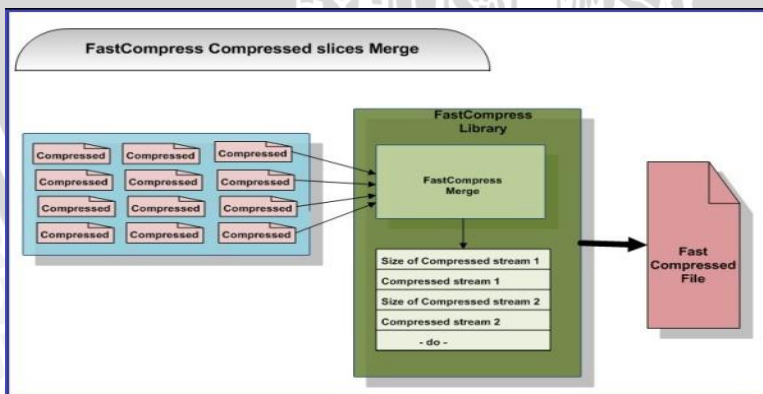 FastCompress Compressed slices Merge
Compressed Compressed Compressed
Compressed Compressed Compressed
Compressed Compressed Compressed
Compressed Compressed Compressed
FastCompress
Library
FastCompress
Merge
Size of Compressed stream 1
Compressed stream 1
Size of Compressed stream 2
Compressed stream 2
- do -
Fast
Compressed
File